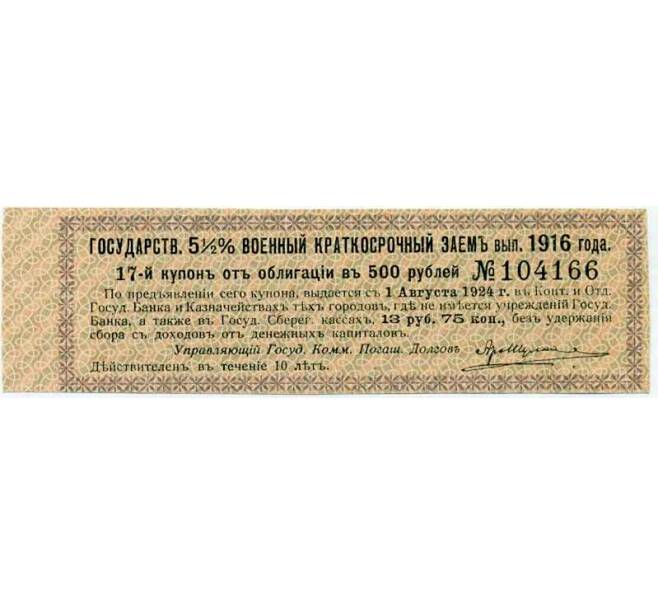 ГОСУДАРСТВ. 5½% ВОЕННЫЙ КРАТКОСРОЧНЫЙ ЗАЕМЪ вып. 1916 года.
17-й купонъ отъ облигаціи въ 500 рублей № 104166
По предъявленіи сего купона, выдается съ 1 Августа 1924 г. въ Конт. и Отд.
Госуд. Банка и Казначействахъ тѣхъ городовъ, гдѣ не имѣется учрежденій Госуд.
Банка, а также въ Госуд. Сберег. кассахъ, 13 руб. 75 коп., безъ удержанія
сбора съ доходовъ отъ денежныхъ капиталовъ.
Управляющій Госуд. Комм. Погаш. Долговъ
Дѣйствителенъ въ теченіе 10 лѣтъ.